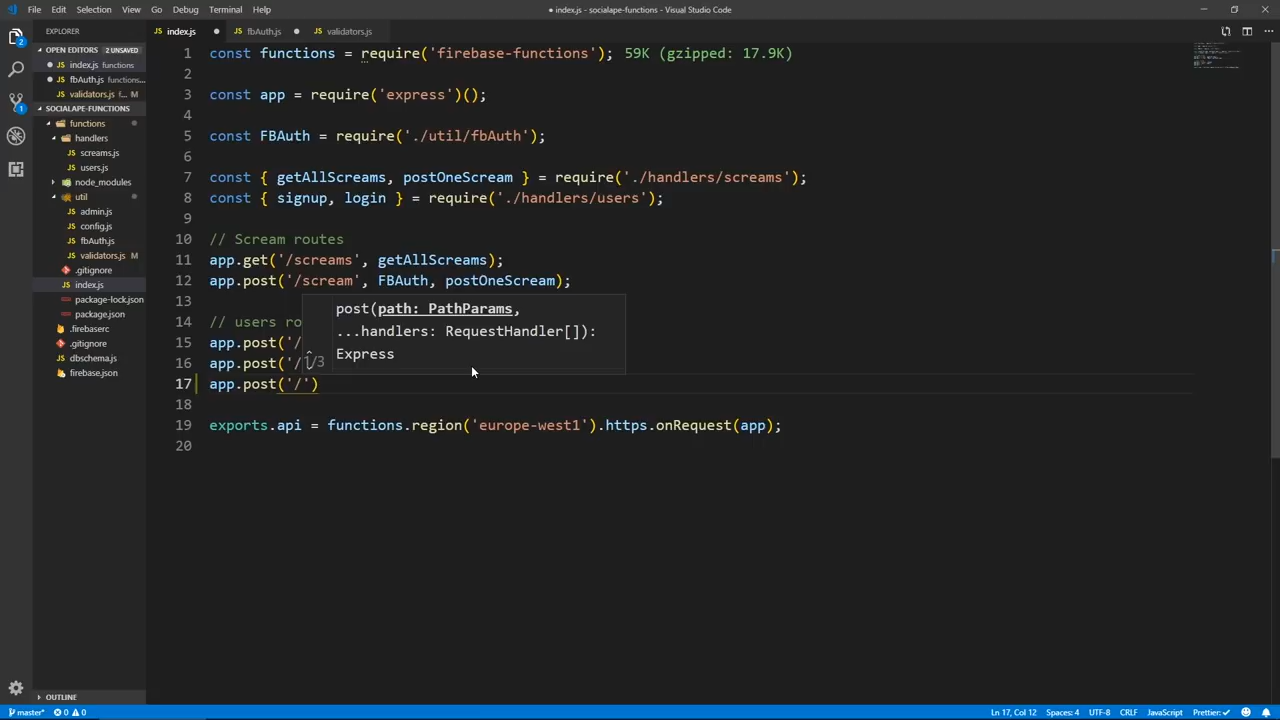 File Edit Selection View Go Debug Terminal Help
● index.js - socialape-functions - Visual Studio Code
EXPLORER
index.js
fbAuth.js
validators.js
OPEN EDITORS 2 UNSAVED
index.js functions
fbAuth.js functions...
validators.js functi... M
SOCIALAPE-FUNCTIONS
functions
handlers
screams.js
users.js
node_modules
util
admin.js
config.js
fbAuth.js
validators.js M
.gitignore
index.js
package-lock.json
package.json
.firebaserc
.gitignore
dbschema.js
firebase.json
OUTLINE
2
1
1 const functions = require('firebase-functions'); 59K (gzipped: 17.9K)
2
3 const app = require('express')();
4
5 const FBAuth = require('./util/fbAuth');
6
7 const { getAllScreams, postOneScream } = require('./handlers/screams');
8 const { signup, login } = require('./handlers/users');
9
10 // Scream routes
11 app.get('/screams', getAllScreams);
12 app.post('/scream', FBAuth, postOneScream);
13
14 // users ro
15 app.post('/
16 app.post('/
17 app.post('/')
18
19 exports.api = functions.region('europe-west1').https.onRequest(app);
20
post(path: PathParams,
...handlers: RequestHandler[]):
1/3
Express
master* 0 0
Ln 17, Col 12 Spaces: 4 UTF-8 CRLF JavaScript Prettier: ✓